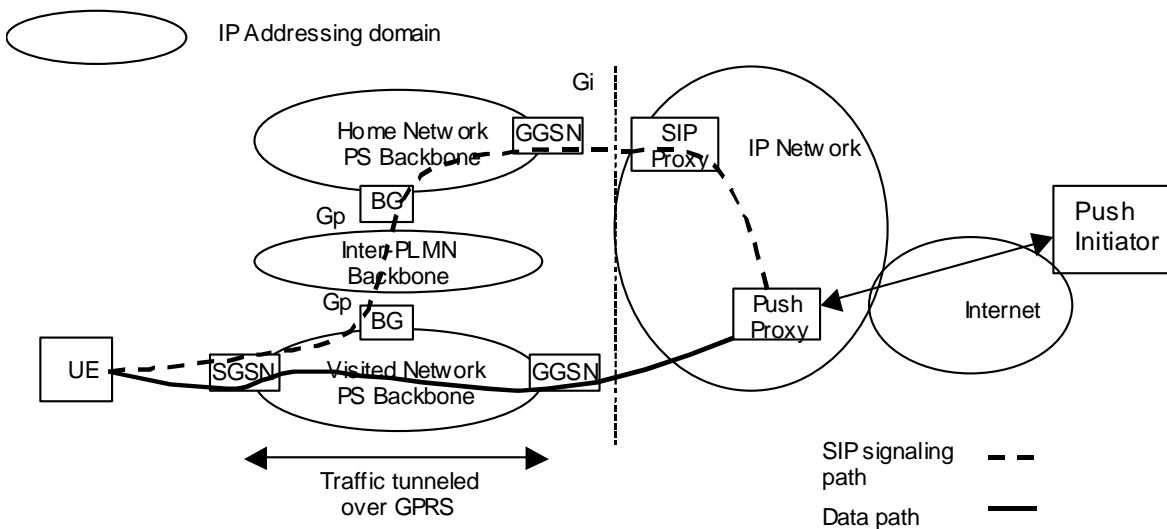 IP Addressing domain
Gi
Home Network
PS Backbone
GGSN
SIP
Proxy
IP Network
BG
Gp
Inter-PLMN
Backbone
Push
Initiator
Gp
BG
Push
Proxy
Internet
UE
SGSN
Visited Network
PS Backbone
GGSN
Traffic tunneled
over GPRS
SIP signaling
path
Data path